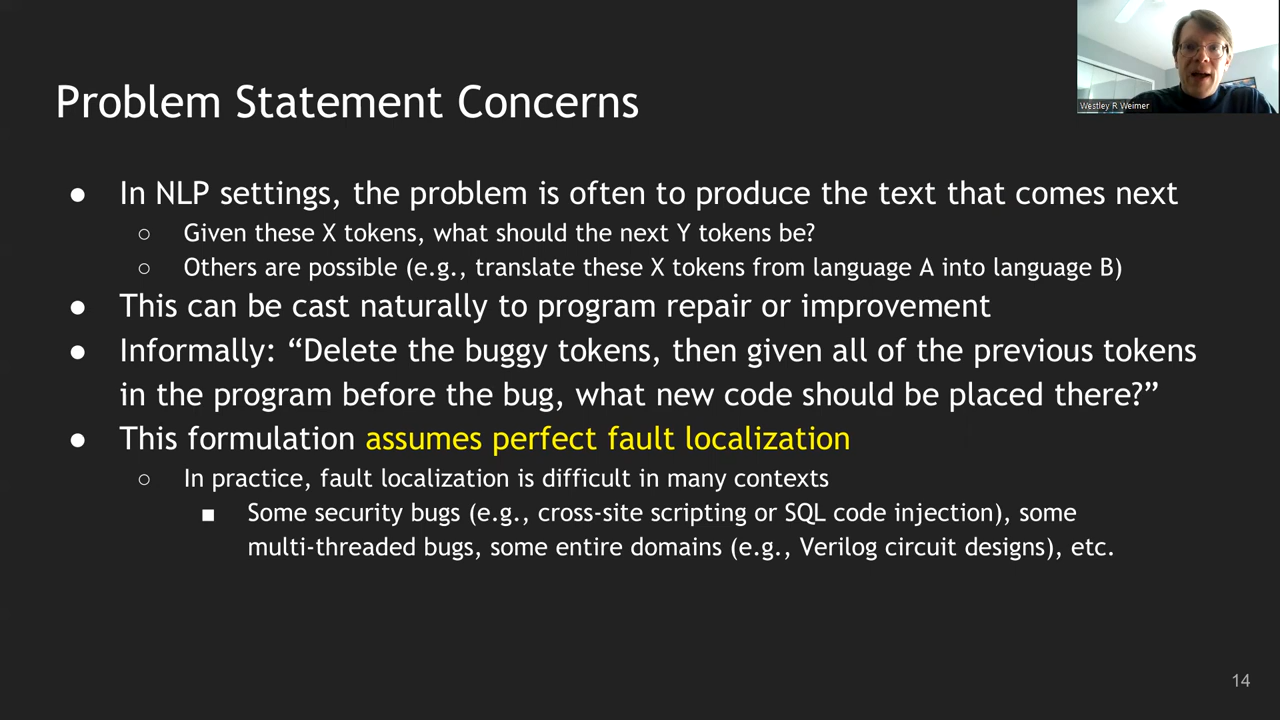 Westley R Weimer
Problem Statement Concerns
● In NLP settings, the problem is often to produce the text that comes next
○ Given these X tokens, what should the next Y tokens be?
○ Others are possible (e.g., translate these X tokens from language A into language B)
● This can be cast naturally to program repair or improvement
● Informally: “Delete the buggy tokens, then given all of the previous tokens
in the program before the bug, what new code should be placed there?”
● This formulation assumes perfect fault localization
○ In practice, fault localization is difficult in many contexts
■ Some security bugs (e.g., cross-site scripting or SQL code injection), some
multi-threaded bugs, some entire domains (e.g., Verilog circuit designs), etc.
14